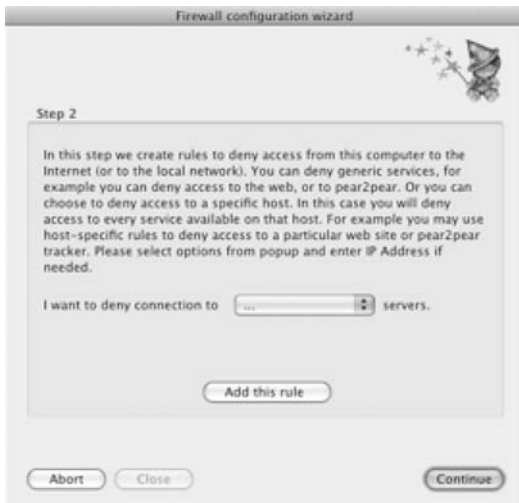 Firewall configuration wizard
Step 2
In this step we create rules to deny access from this computer to the
Internet (or to the local network). You can deny generic services, for
example you can deny access to the web, or to pear2pear. Or you can
choose to deny access to a specific host. In this case you will deny
access to every service available on that host. For example you may use
host-specific rules to deny access to a particular web site or pear2pear
tracker. Please select options from popup and enter IP Address if
needed.
I want to deny connection to ... servers.
Add this rule
Abort Close Continue